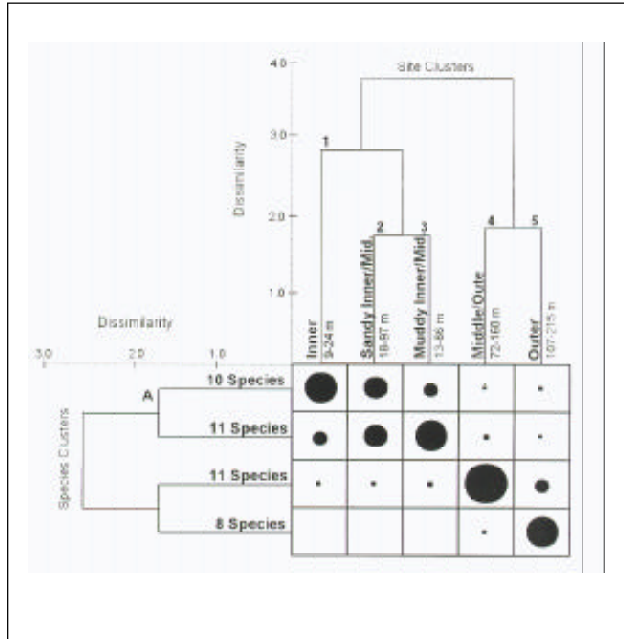 Site Clusters
4.0
3.0
2.0
1.0
Dissimilarity
1
2
3
4
5
Inner
9-24 m
Sandy Inner/Mid.
18-97 m
Muddy Inner/Mid.
13-86 m
Middle/Oute
72-160 m
Outer
107-215 m
Dissimilarity
3.0
2.0
1.0
Species Clusters
A
10 Species
11 Species
11 Species
8 Species